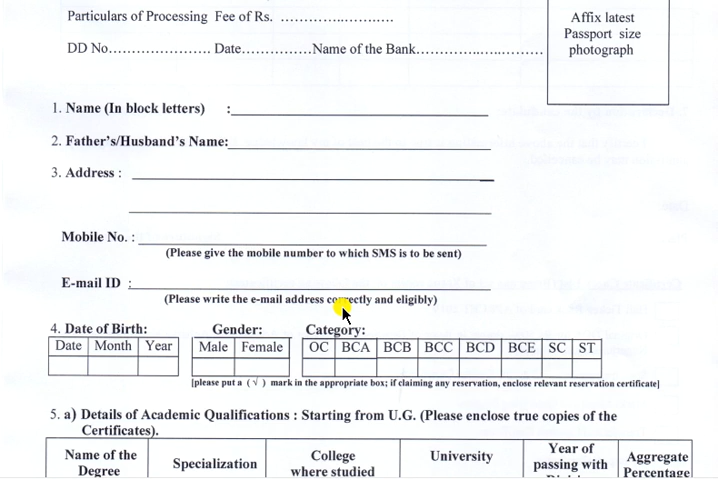 Particulars of Processing Fee of Rs. ………………………….
Affix latest
Passport size
photograph
DD No………………… Date…………..Name of the Bank……………………..
1. Name (In block letters) :
2. Father's/Husband's Name:
3. Address :
Mobile No. :
(Please give the mobile number to which SMS is to be sent)
E-mail ID :
(Please write the e-mail address correctly and eligibly)
4. Date of Birth: Gender: Category:
Date Month Year Male Female OC BCA BCB BCC BCD BCE SC ST
[please put a ( √ ) mark in the appropriate box; if claiming any reservation, enclose relevant reservation certificate]
5. a) Details of Academic Qualifications : Starting from U.G. (Please enclose true copies of the
Certificates).
Name of the
Degree
Specialization
College
where studied
University
Year of
passing with
Aggregate
Percentage